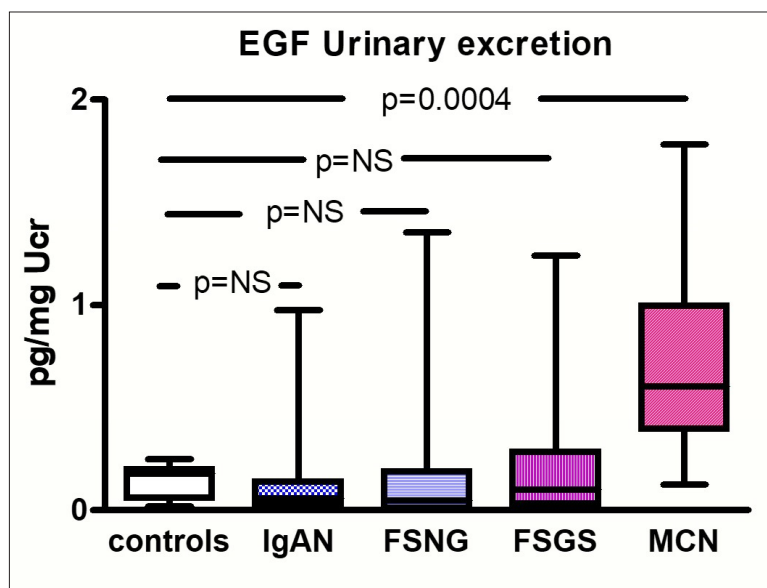 EGF Urinary excretion
pg/mg Ucr
2
p=0.0004
p=NS
p=NS
1
p=NS
0
controls IgAN FSNG FSGS MCN